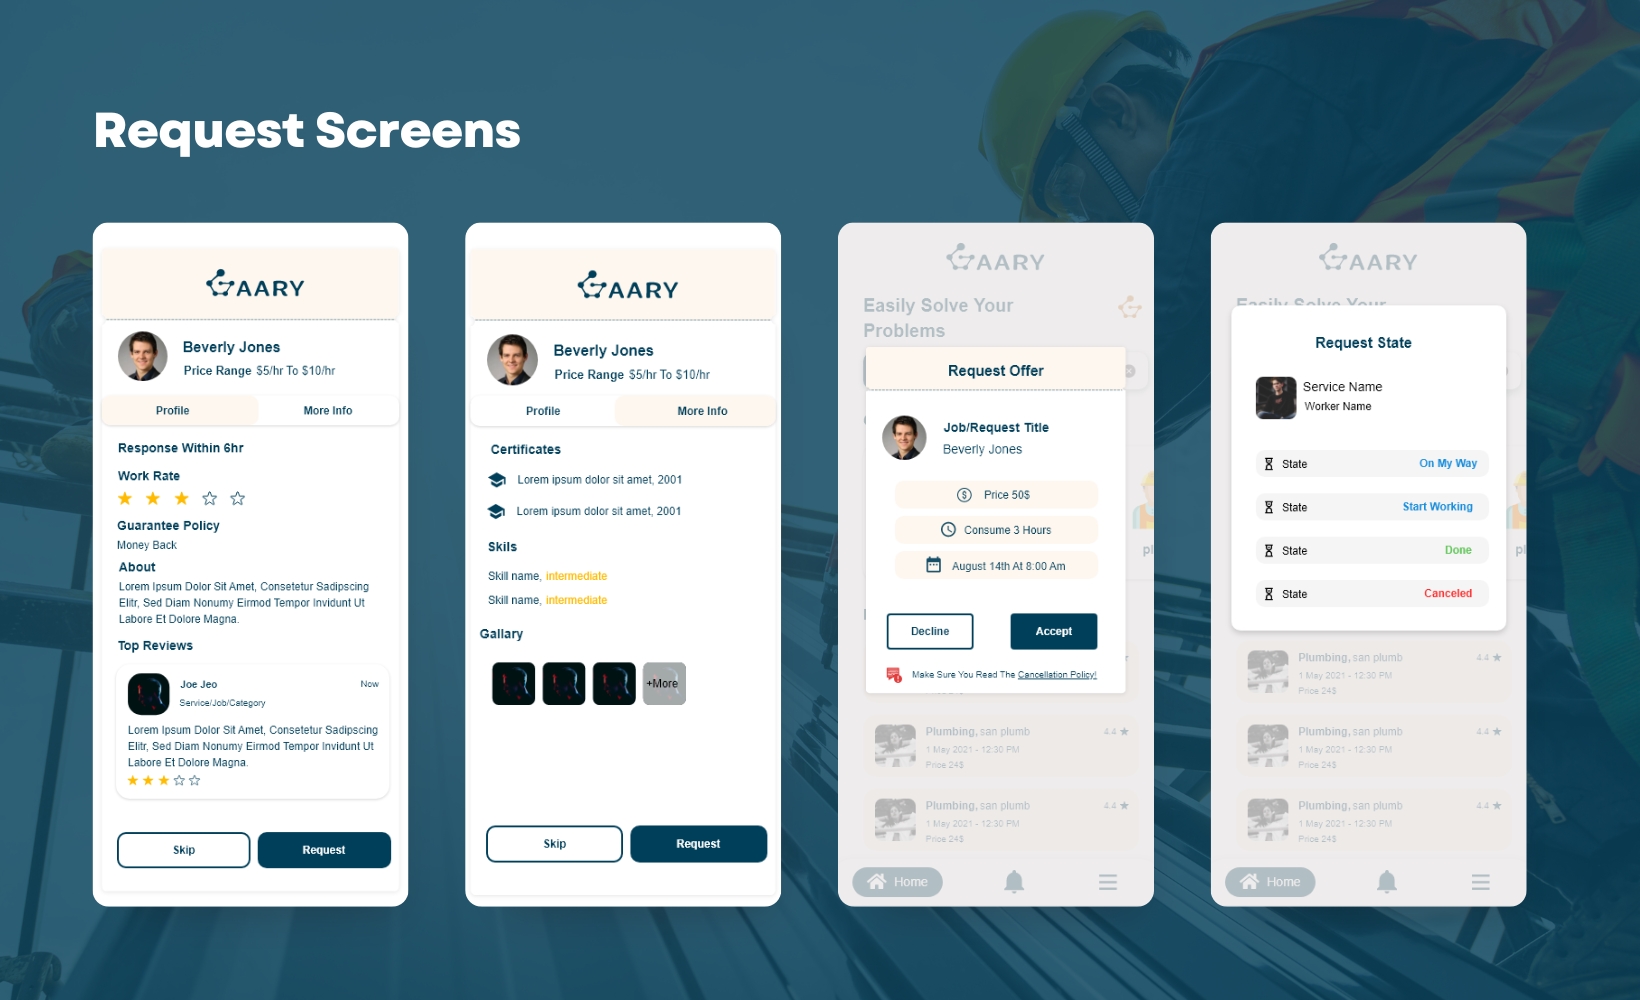 Request Screens
GAARY
Beverly Jones
Price Range $5/hr To $10/hr
Profile
More Info
Response Within 6hr
Work Rate
Guarantee Policy
Money Back
About
Lorem Ipsum Dolor Sit Amet, Consetetur Sadipscing
Elitr, Sed Diam Nonumy Eirmod Tempor Invidunt Ut
Labore Et Dolore Magna.
Top Reviews
Joe Jeo
Now
Service/Job/Category
Lorem Ipsum Dolor Sit Amet, Consetetur Sadipscing
Elitr, Sed Diam Nonumy Eirmod Tempor Invidunt Ut
Labore Et Dolore Magna.
Skip
Request
GAARY
Beverly Jones
Price Range $5/hr To $10/hr
Profile
More Info
Certificates
Lorem ipsum dolor sit amet, 2001
Lorem ipsum dolor sit amet, 2001
Skils
Skill name, intermediate
Skill name, intermediate
Gallary
+More
Skip
Request
GAARY
Easily Solve Your
Problems
Request Offer
Job/Request Title
Beverly Jones
Price 50$
Consume 3 Hours
August 14th At 8:00 Am
Decline
Accept
Make Sure You Read The Cancellation Policy!
pl
Plumbing, san plumb
4.4
1 May 2021 - 12:30 PM
Price 24$
Plumbing, san plumb
4.4
1 May 2021 - 12:30 PM
Price 24$
Home
GAARY
Easily Solve Your
Request State
Service Name
Worker Name
State
On My Way
State
Start Working
State
Done
State
Canceled
pl
Plumbing, san plumb
4.4
1 May 2021 - 12:30 PM
Price 24$
Plumbing, san plumb
4.4
1 May 2021 - 12:30 PM
Price 24$
Plumbing, san plumb
4.4
1 May 2021 - 12:30 PM
Price 24$
Home